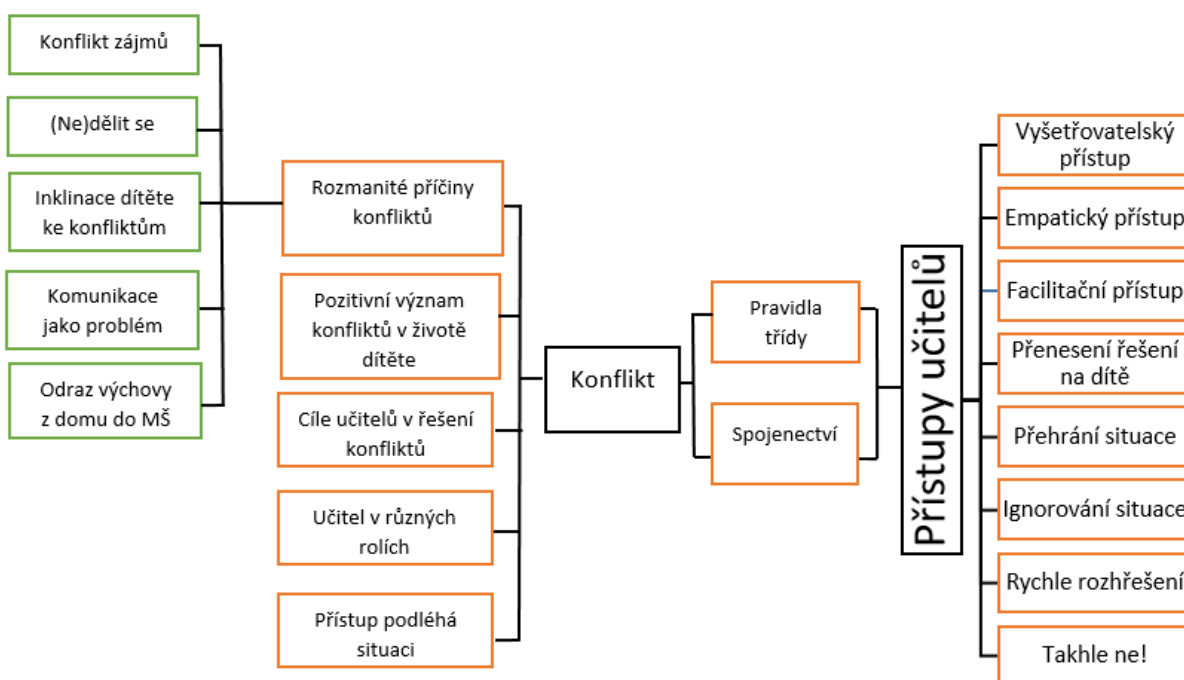 Konflikt zájmů
(Ne)dělit se
Inklinace dítěte
ke konfliktům
Komunikace
jako problém
Odraz výchovy
z domu do MŠ
Rozmanité příčiny
konfliktů
Pozitivní význam
konfliktů v životě
dítěte
Cíle učitelů v řešení
konfliktů
Učitel v různých
rolích
Přístup podléhá
situaci
Konflikt
Pravidla
třídy
Spojenectví
Přístupy učitelů
Vyšetřovatelský
přístup
Empatický přístup
Facilitační přístup
Přenesení řešení
na dítě
Přehrání situace
Ignorování situace
Rychle rozhřešení
Takhle ne!